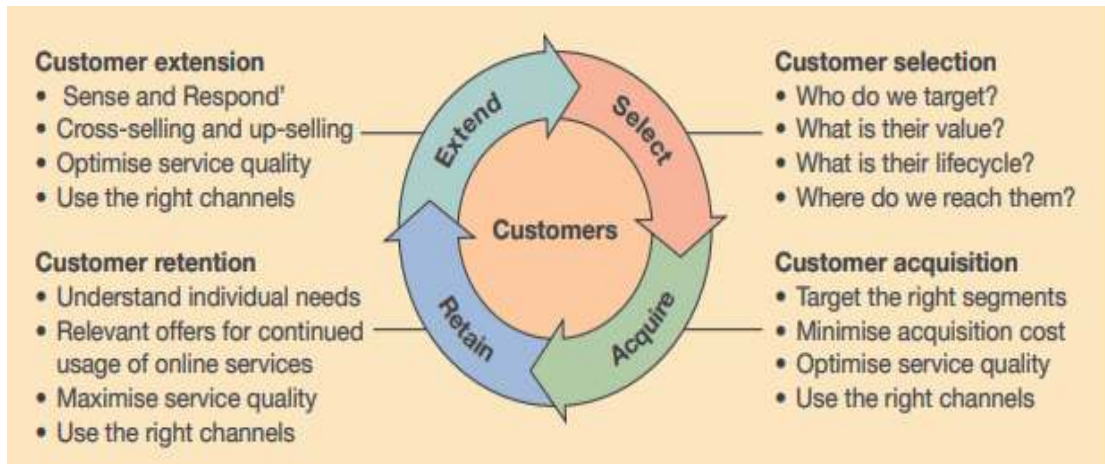 Customer extension
• Sense and Respond'
• Cross-selling and up-selling
• Optimise service quality
• Use the right channels
Customer retention
• Understand individual needs
• Relevant offers for continued
usage of online services
• Maximise service quality
• Use the right channels
Extend
Select
Customers
Retain
Acquire
Customer selection
• Who do we target?
• What is their value?
• What is their lifecycle?
• Where do we reach them?
Customer acquisition
• Target the right segments
• Minimise acquisition cost
• Optimise service quality
• Use the right channels